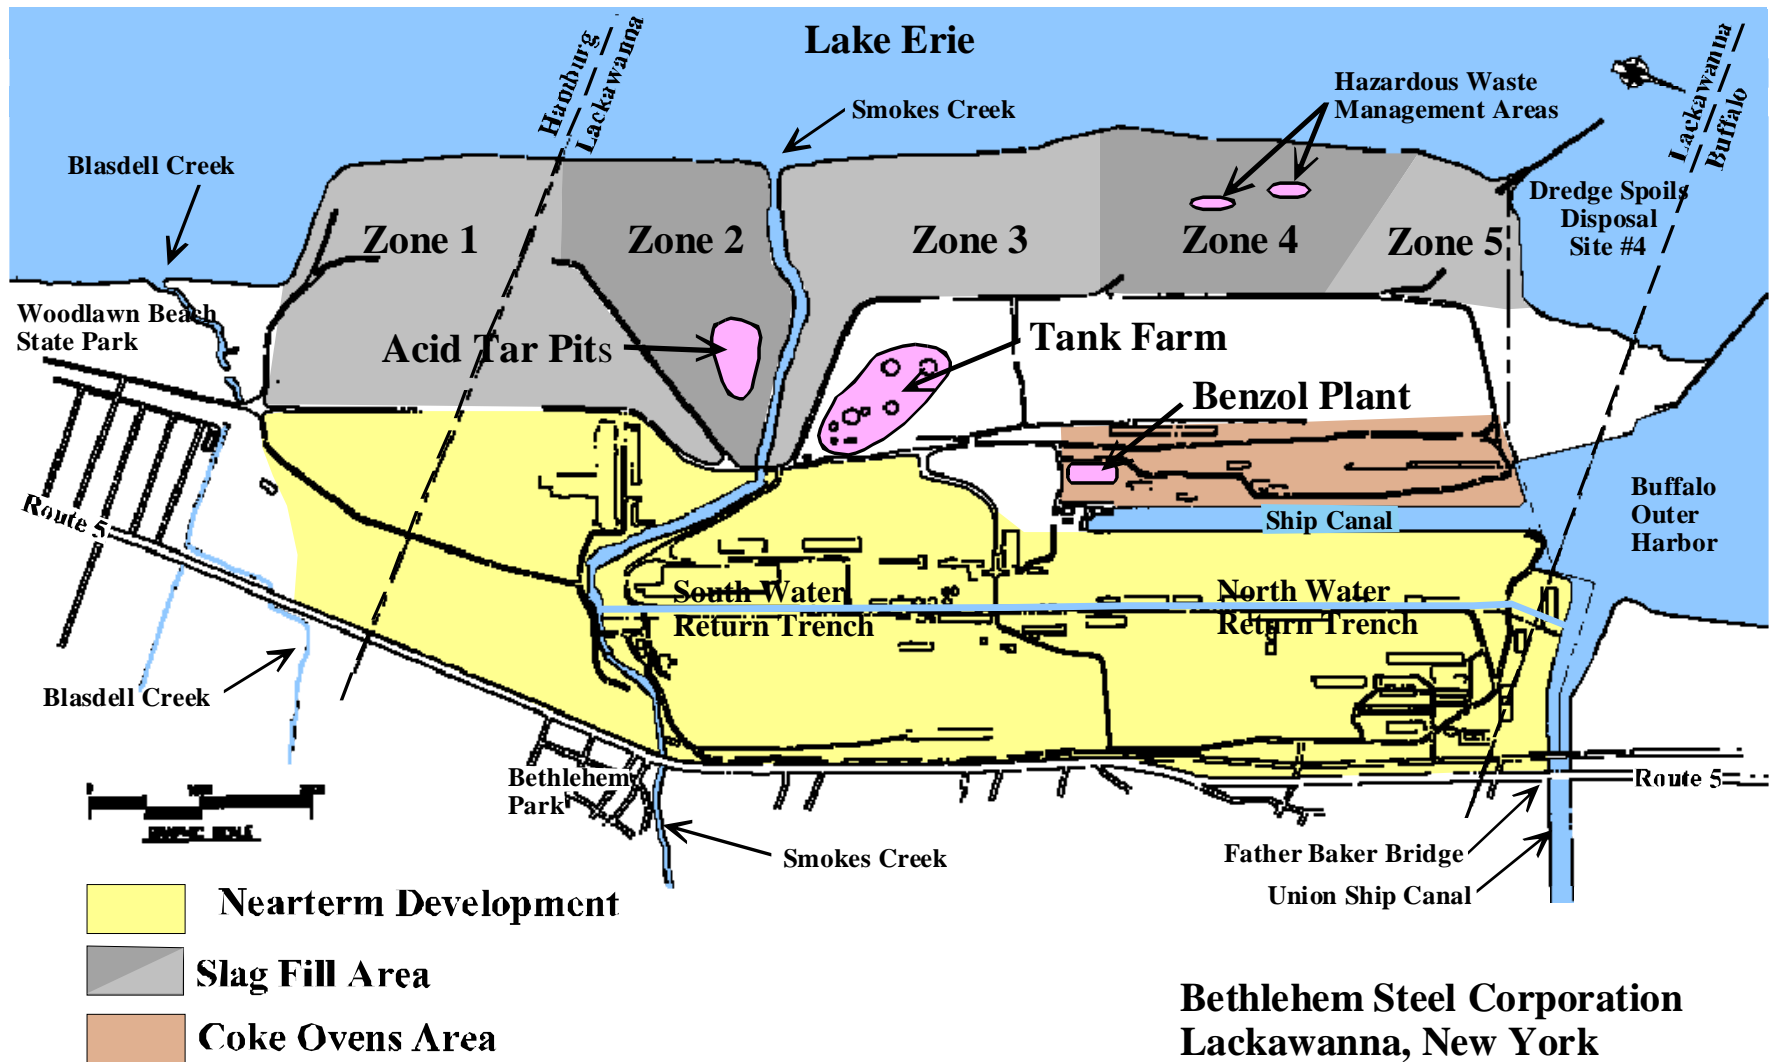 Lake Erie
Hamburg
Lackawanna
Lackawanna
Buffalo
Hazardous Waste
Management Areas
Smokes Creek
Blasdell Creek
Dredge Spoils
Disposal
Site #4
Zone 1
Zone 2
Zone 3
Zone 4
Zone 5
Woodlawn Beach
State Park
Acid Tar Pits
Tank Farm
Benzol Plant
Route 5
Ship Canal
Buffalo
Outer
Harbor
South Water
Return Trench
North Water
Return Trench
Blasdell Creek
Bethlehem
Park
Route 5
Smokes Creek
Father Baker Bridge
Union Ship Canal
0
GRAPHIC SCALE
Nearterm Development
Slag Fill Area
Coke Ovens Area
Bethlehem Steel Corporation
Lackawanna, New York